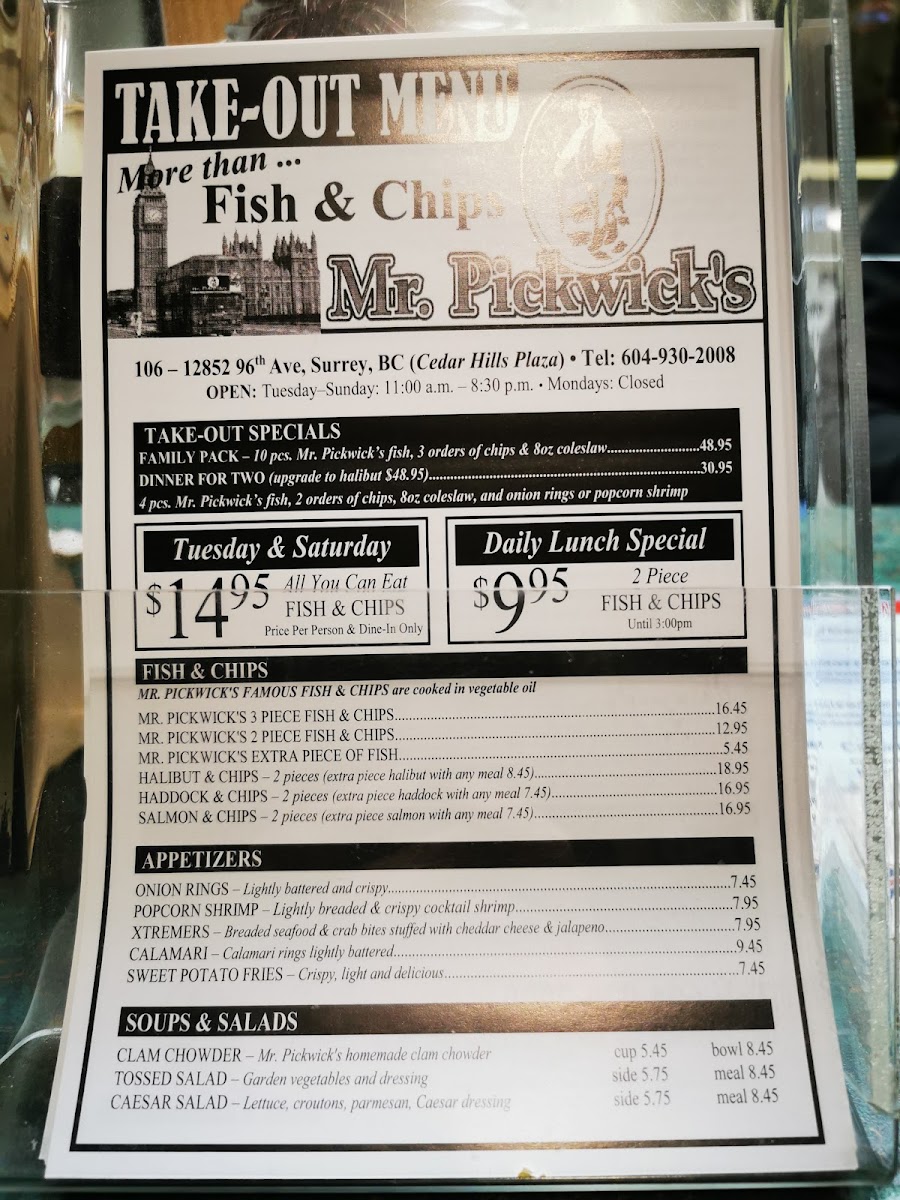 TAKE-OUT MENU
More than ...
Fish & Chips
Mr. Pickwick's
106 – 12852 96th Ave, Surrey, BC (Cedar Hills Plaza) • Tel: 604-930-2008
OPEN: Tuesday–Sunday: 11:00 a.m. – 8:30 p.m. • Mondays: Closed
TAKE-OUT SPECIALS
FAMILY PACK – 10 pcs. Mr. Pickwick's fish, 3 orders of chips & 8oz coleslaw....................48.95
DINNER FOR TWO (upgrade to halibut $48.95)....................30.95
4 pcs. Mr. Pickwick's fish, 2 orders of chips, 8oz coleslaw, and onion rings or popcorn shrimp
Tuesday & Saturday
$14.95 All You Can Eat
FISH & CHIPS
Price Per Person & Dine-In Only
Daily Lunch Special
$9.95 2 Piece
FISH & CHIPS
Until 3:00pm
FISH & CHIPS
MR. PICKWICK'S FAMOUS FISH & CHIPS are cooked in vegetable oil
MR. PICKWICK'S 3 PIECE FISH & CHIPS....................16.45
MR. PICKWICK'S 2 PIECE FISH & CHIPS....................12.95
MR. PICKWICK'S EXTRA PIECE OF FISH....................5.45
HALIBUT & CHIPS – 2 pieces (extra piece halibut with any meal 8.45)....................18.95
HADDOCK & CHIPS – 2 pieces (extra piece haddock with any meal 7.45)....................16.95
SALMON & CHIPS – 2 pieces (extra piece salmon with any meal 7.45)....................16.95
APPETIZERS
ONION RINGS – Lightly battered and crispy....................7.45
POPCORN SHRIMP – Lightly breaded & crispy cocktail shrimp....................7.95
XTREMERS – Breaded seafood & crab bites stuffed with cheddar cheese & jalapeno....................7.95
CALAMARI – Calamari rings lightly battered....................9.45
SWEET POTATO FRIES – Crispy, light and delicious....................7.45
SOUPS & SALADS
CLAM CHOWDER – Mr. Pickwick's homemade clam chowder cup 5.45 bowl 8.45
TOSSED SALAD – Garden vegetables and dressing side 5.75 meal 8.45
CAESAR SALAD – Lettuce, croutons, parmesan, Caesar dressing side 5.75 meal 8.45